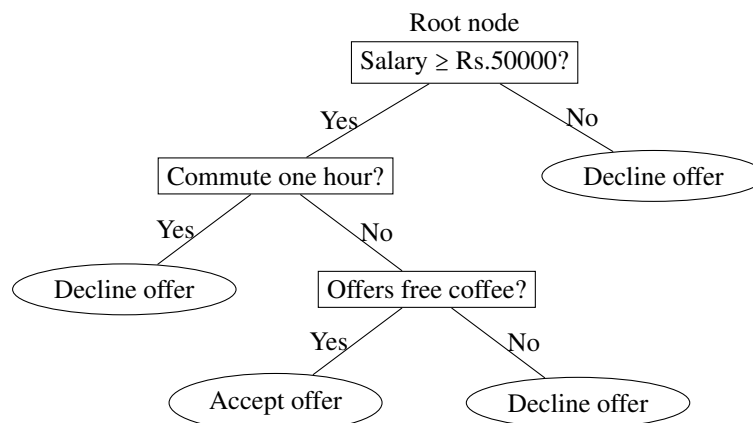 Root node
Salary ≥ Rs.50000?
Yes
No
Commute one hour?
Decline offer
Yes
No
Decline offer
Offers free coffee?
Yes
No
Accept offer
Decline offer